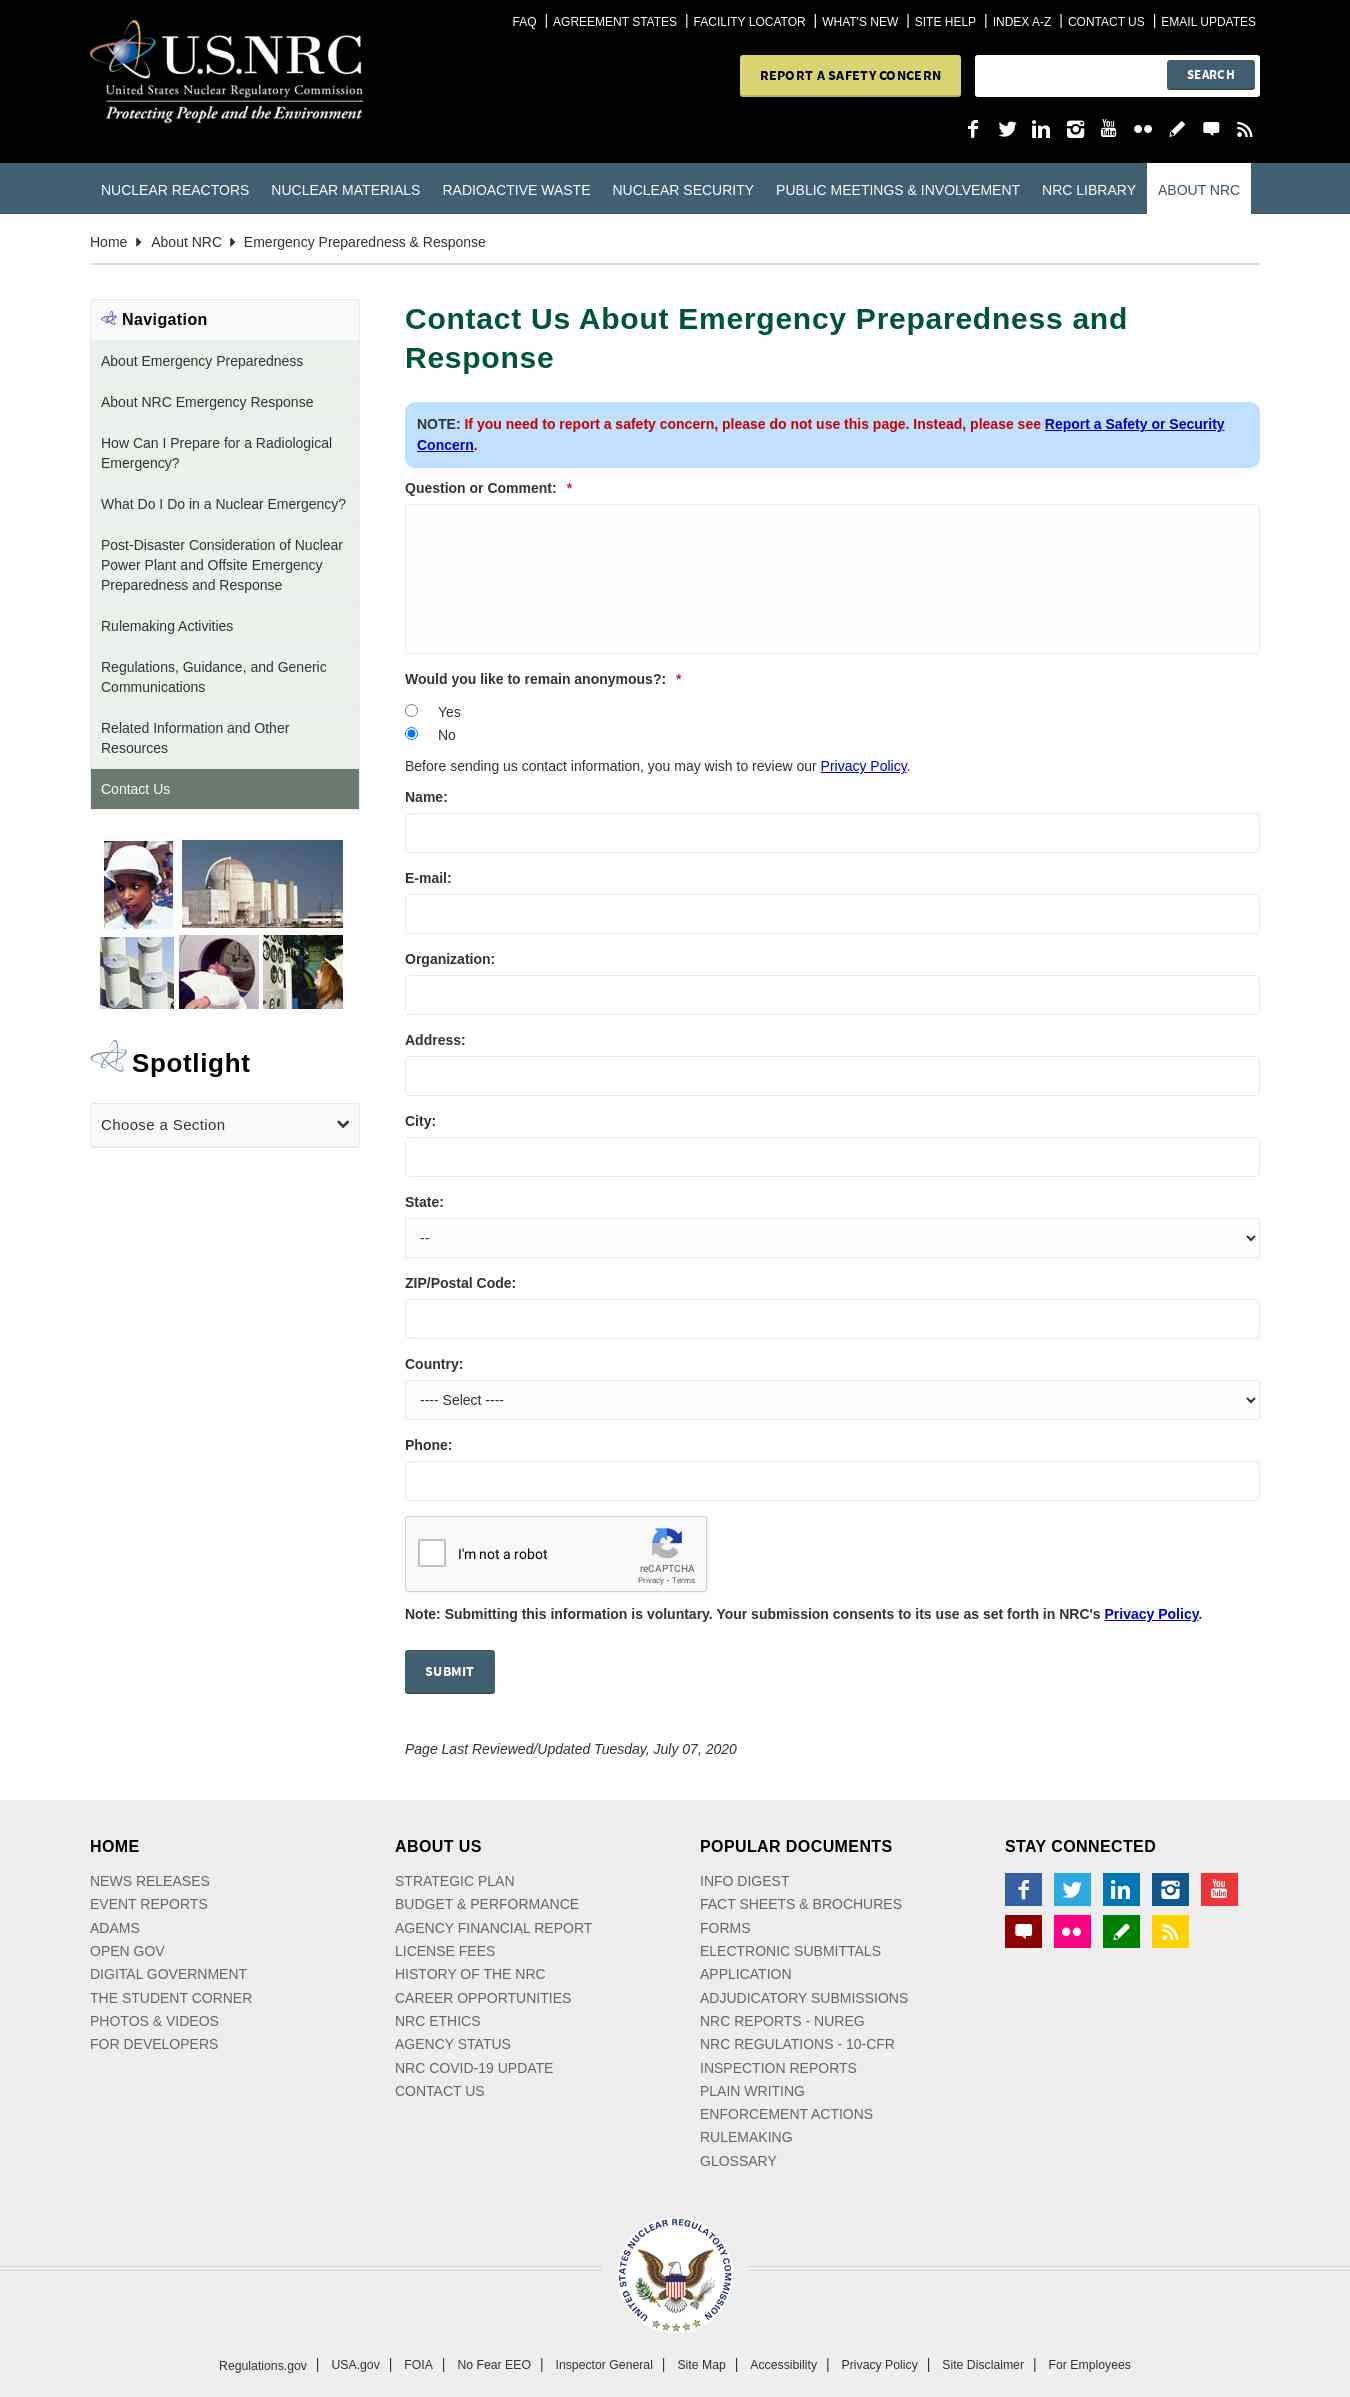 FAQ
AGREEMENT STATES
FACILITY LOCATOR
WHAT'S NEW
SITE HELP
INDEX A-Z
CONTACT US
EMAIL UPDATES
U.S.NRC
United States Nuclear Regulatory Commission
Protecting People and the Environment
REPORT A SAFETY CONCERN
SEARCH
You
Tube
NUCLEAR REACTORS
NUCLEAR MATERIALS
RADIOACTIVE WASTE
NUCLEAR SECURITY
PUBLIC MEETINGS & INVOLVEMENT
NRC LIBRARY
ABOUT NRC
Home
About NRC
Emergency Preparedness & Response
Navigation
About Emergency Preparedness
About NRC Emergency Response
How Can I Prepare for a Radiological
Emergency?
What Do I Do in a Nuclear Emergency?
Post-Disaster Consideration of Nuclear
Power Plant and Offsite Emergency
Preparedness and Response
Rulemaking Activities
Regulations, Guidance, and Generic
Communications
Related Information and Other
Resources
Contact Us
Spotlight
Choose a Section
Contact Us About Emergency Preparedness and
Response
NOTE: If you need to report a safety concern, please do not use this page. Instead, please see Report a Safety or Security
Concern.
Question or Comment: *
Would you like to remain anonymous?: *
Yes
No
Before sending us contact information, you may wish to review our Privacy Policy.
Name:
E-mail:
Organization:
Address:
City:
State:
--
ZIP/Postal Code:
Country:
---- Select ----
Phone:
I'm not a robot
reCAPTCHA
Privacy - Terms
Note: Submitting this information is voluntary. Your submission consents to its use as set forth in NRC's Privacy Policy.
SUBMIT
Page Last Reviewed/Updated Tuesday, July 07, 2020
HOME
NEWS RELEASES
EVENT REPORTS
ADAMS
OPEN GOV
DIGITAL GOVERNMENT
THE STUDENT CORNER
PHOTOS & VIDEOS
FOR DEVELOPERS
ABOUT US
STRATEGIC PLAN
BUDGET & PERFORMANCE
AGENCY FINANCIAL REPORT
LICENSE FEES
HISTORY OF THE NRC
CAREER OPPORTUNITIES
NRC ETHICS
AGENCY STATUS
NRC COVID-19 UPDATE
CONTACT US
POPULAR DOCUMENTS
INFO DIGEST
FACT SHEETS & BROCHURES
FORMS
ELECTRONIC SUBMITTALS
APPLICATION
ADJUDICATORY SUBMISSIONS
NRC REPORTS - NUREG
NRC REGULATIONS - 10-CFR
INSPECTION REPORTS
PLAIN WRITING
ENFORCEMENT ACTIONS
RULEMAKING
GLOSSARY
STAY CONNECTED
You
Tube
UNITED STATES NUCLEAR REGULATORY COMMISSION
Regulations.gov
USA.gov
FOIA
No Fear EEO
Inspector General
Site Map
Accessibility
Privacy Policy
Site Disclaimer
For Employees